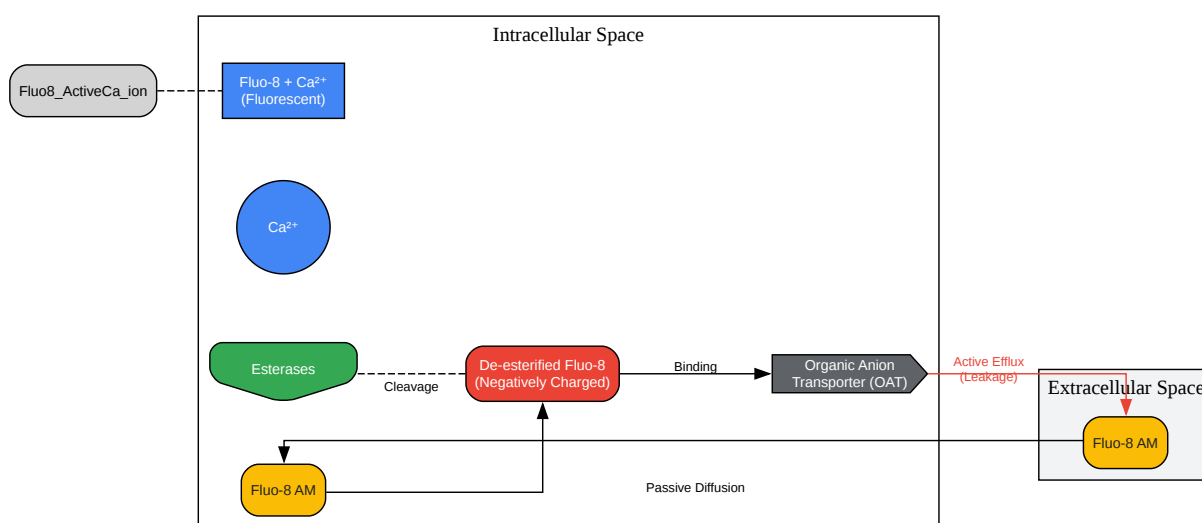 Intracellular Space
Fluo8_ActiveCa_ion
Fluo-8 + Ca²⁺
(Fluorescent)
Ca²⁺
Esterases
Cleavage
De-esterified Fluo-8
(Negatively Charged)
Binding
Organic Anion
Transporter (OAT)
Active Efflux
(Leakage)
Extracellular Space
Fluo-8 AM
Fluo-8 AM
Passive Diffusion